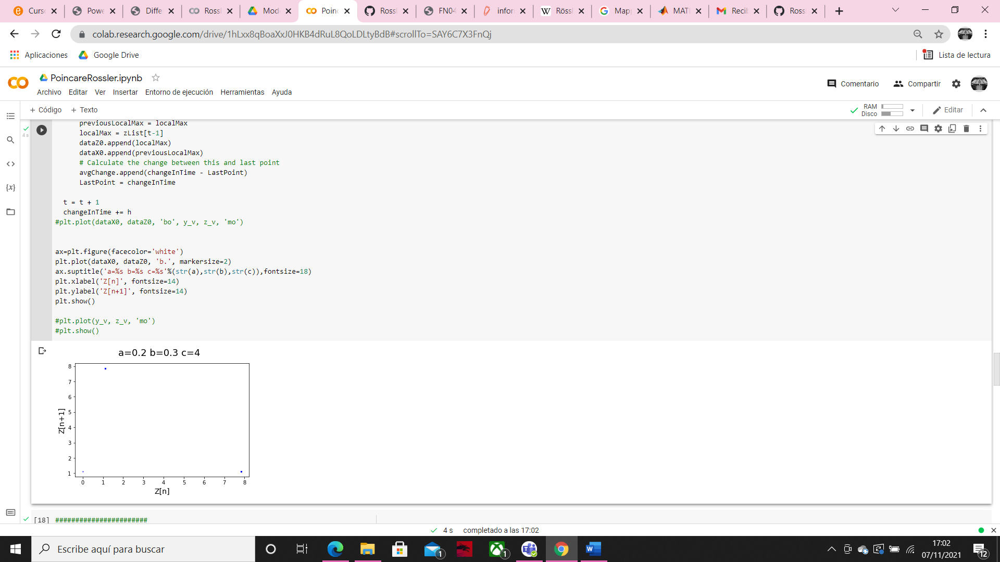 Curs Powe Diffe Rossl Mod Poinc Rossl FN04 infor Rössl Map MATL Recib Ross
colab.research.google.com/drive/1hLxx8qBoaXxJ0HKB4dRuL8QoLDLtyBdB#scrollTo=SAY6C7X3FnQj
Aplicaciones Google Drive Lista de lectura
PoincareRossler.ipynb
Comentario Compartir
Archivo Editar Ver Insertar Entorno de ejecución Herramientas Ayuda
+ Código + Texto RAM Disco Editar
previousLocalMax = localMax
localMax = zList[t-1]
4 s
dataZ0.append(localMax)
dataX0.append(previousLocalMax)
# Calculate the change between this and last point
avgChange.append(changeInTime - LastPoint)
LastPoint = changeInTime
t = t + 1
changeInTime += h
#plt.plot(dataX0, dataZ0, 'bo', y_v, z_v, 'mo')
ax=plt.figure(facecolor='white')
plt.plot(dataX0, dataZ0, 'b.', markersize=2)
ax.suptitle('a=%s b=%s c=%s'%(str(a),str(b),str(c)),fontsize=18)
plt.xlabel('Z[n]', fontsize=14)
plt.ylabel('Z[n+1]', fontsize=14)
plt.show()
#plt.plot(y_v, z_v, 'mo')
#plt.show()
a=0.2 b=0.3 c=4
8
7
6
5
4
3
2
1
Z[n+1]
0 1 2 3 4 5 6 7 8
Z[n]
[18] #######################
4 s completado a las 17:02
Escribe aquí para buscar
1
1
17:02
07/11/2021
12